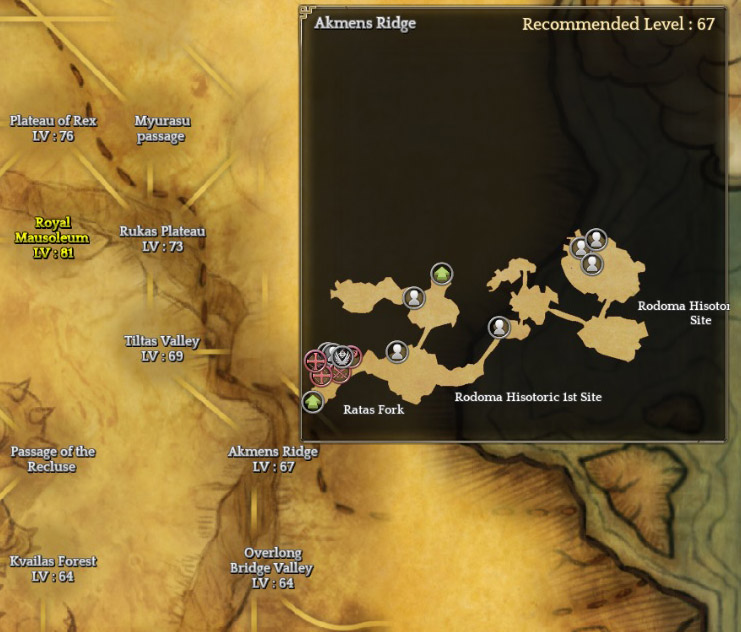 Akmens Ridge
Recommended Level : 67
Plateau of Rex
LV : 76
Myurasu
passage
Royal
Mausoleum
LV : 81
Rukas Plateau
LV : 73
Rodoma Hisotor
Site
Tiltas Valley
LV : 69
Rodoma Hisotoric 1st Site
Ratas Fork
Passage of the
Recluse
Akmens Ridge
LV : 67
Kvailas Forest
LV : 64
Overlong
Bridge Valley
LV : 64